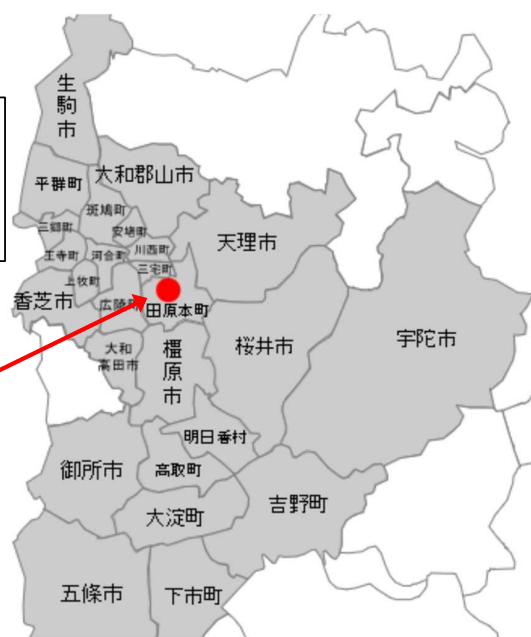 生
駒
市
平群町
大和郡山市
斑鳩町
安堵町
三郷町
王寺町
河合町
川西町
三宅町
天理市
上牧町
香芝市
広陵町
田原本町
大和
高田市
橿
原
市
桜井市
宇陀市
明日香村
御所市
高取町
吉野町
大淀町
五條市
下市町